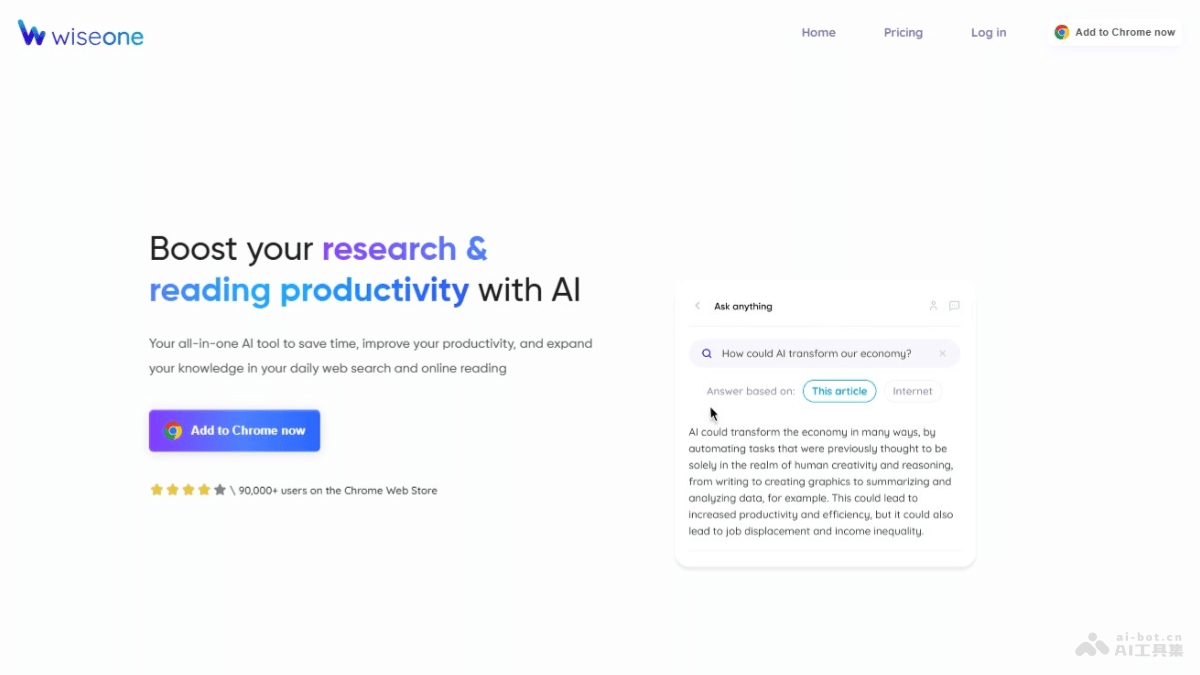 wiseone
Home
Pricing
Log in
Add to Chrome now
Boost your research &
reading productivity with AI
Your all-in-one AI tool to save time, improve your productivity, and expand
your knowledge in your daily web search and online reading
Add to Chrome now
\ 90,000+ users on the Chrome Web Store
Ask anything
How could AI transform our economy?
Answer based on: This article Internet
AI could transform the economy in many ways, by
automating tasks that were previously thought to be
solely in the realm of human creativity and reasoning,
from writing to creating graphics to summarizing and
analyzing data, for example. This could lead to
increased productivity and efficiency, but it could also
lead to job displacement and income inequality.
ai-bot.cn
AI工具集